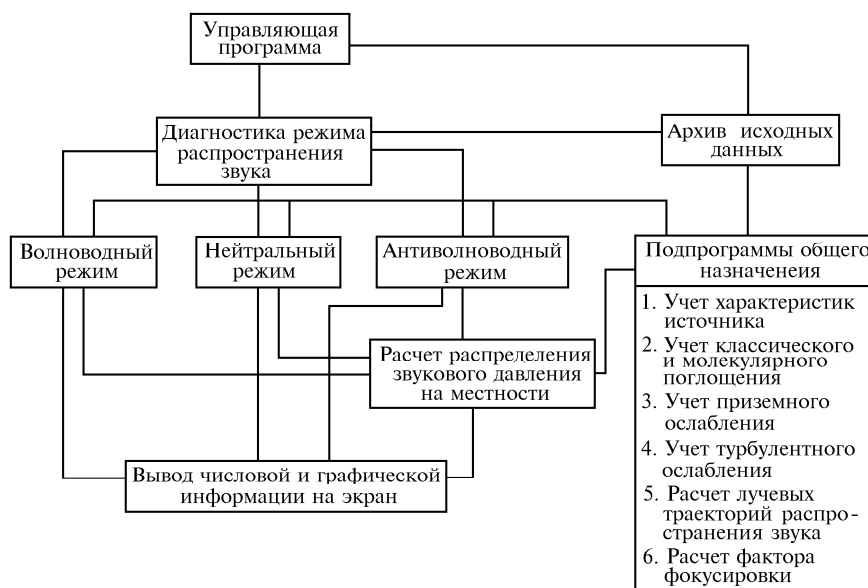 Управляющая
программа
Диагностика режима
распространения
звука
Архив исходных
данных
Волноводный
режим
Нейтральный
режим
Антиволноводный
режим
Подпрограммы общего
назначенеия
1. Учет характеристик
источника
2. Учет классического
и молекулярного
поглощения
3. Учет приземного
ослабления
4. Учет турбулентного
ослабления
5. Расчет лучевых
траекторий распро-
странения звука
6. Расчет фактора
фокусировки
Расчет распределения
звукового давления
на местности
Вывод числовой и графической
информации на экран